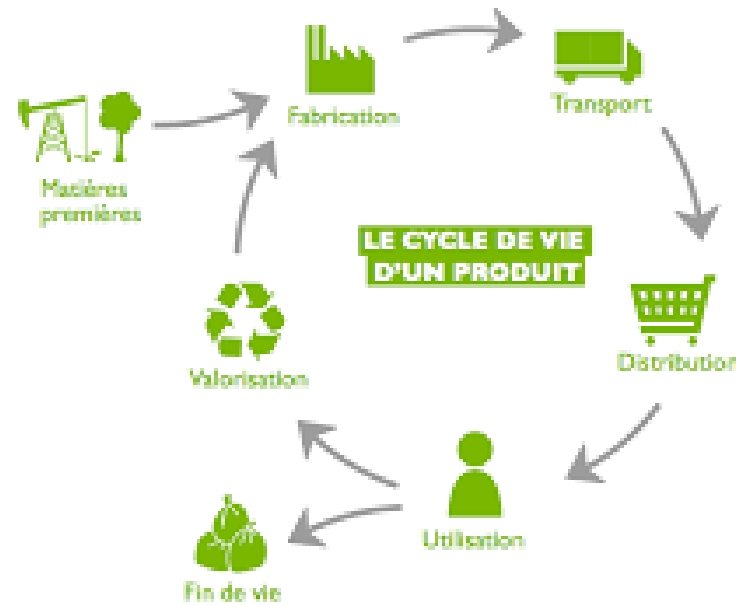 Fabrication
Transport
Matières
premières
LE CYCLE DE VIE
D'UN PRODUIT
Distribution
Valorisation
Utilisation
Fin de vie